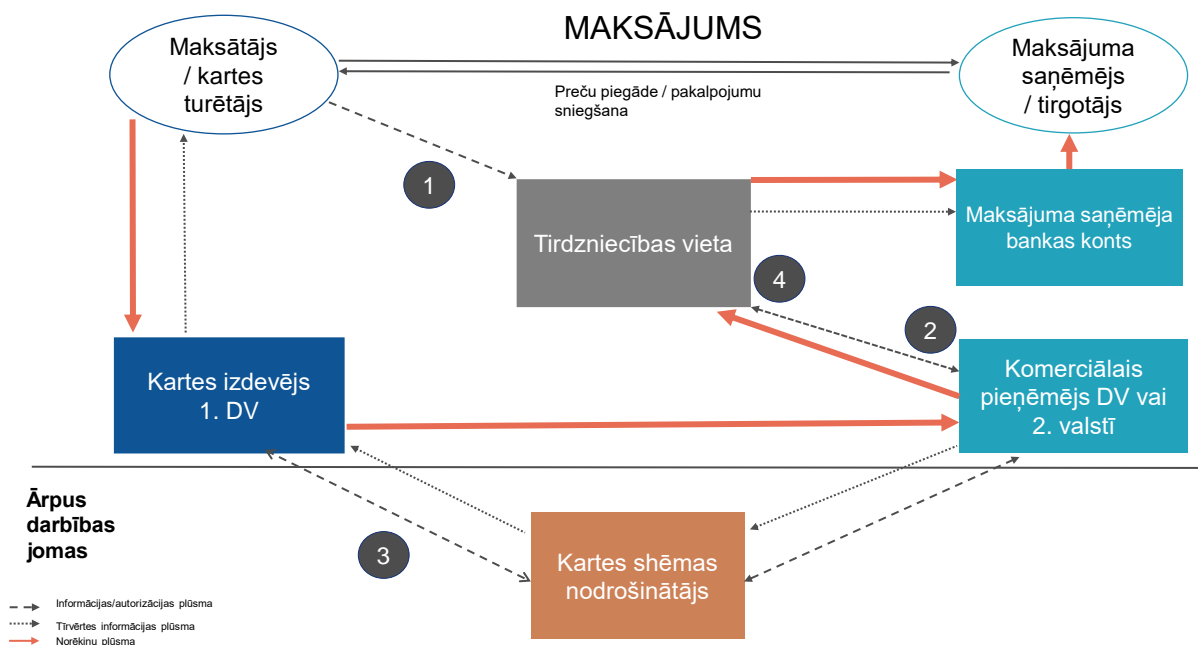 MAKSĀJUMS
Maksātājs
/ kartes
turētājs
Maksājuma
saņēmējs
/ tirgotājs
Preču piegāde / pakalpojumu
sniegšana
1
Tirdzniecības vieta
Maksājuma saņēmēja
bankas konts
4
2
Kartes izdevējs
1. DV
Komerciālais
pieņēmējs DV vai
2. valstī
Ārpus
darbības
jomas
3
Kartes shēmas
nodrošinātājs
Informācijas/autorizācijas plūsma
Tīrvērtes informācijas plūsma
Norēķinu plūsma